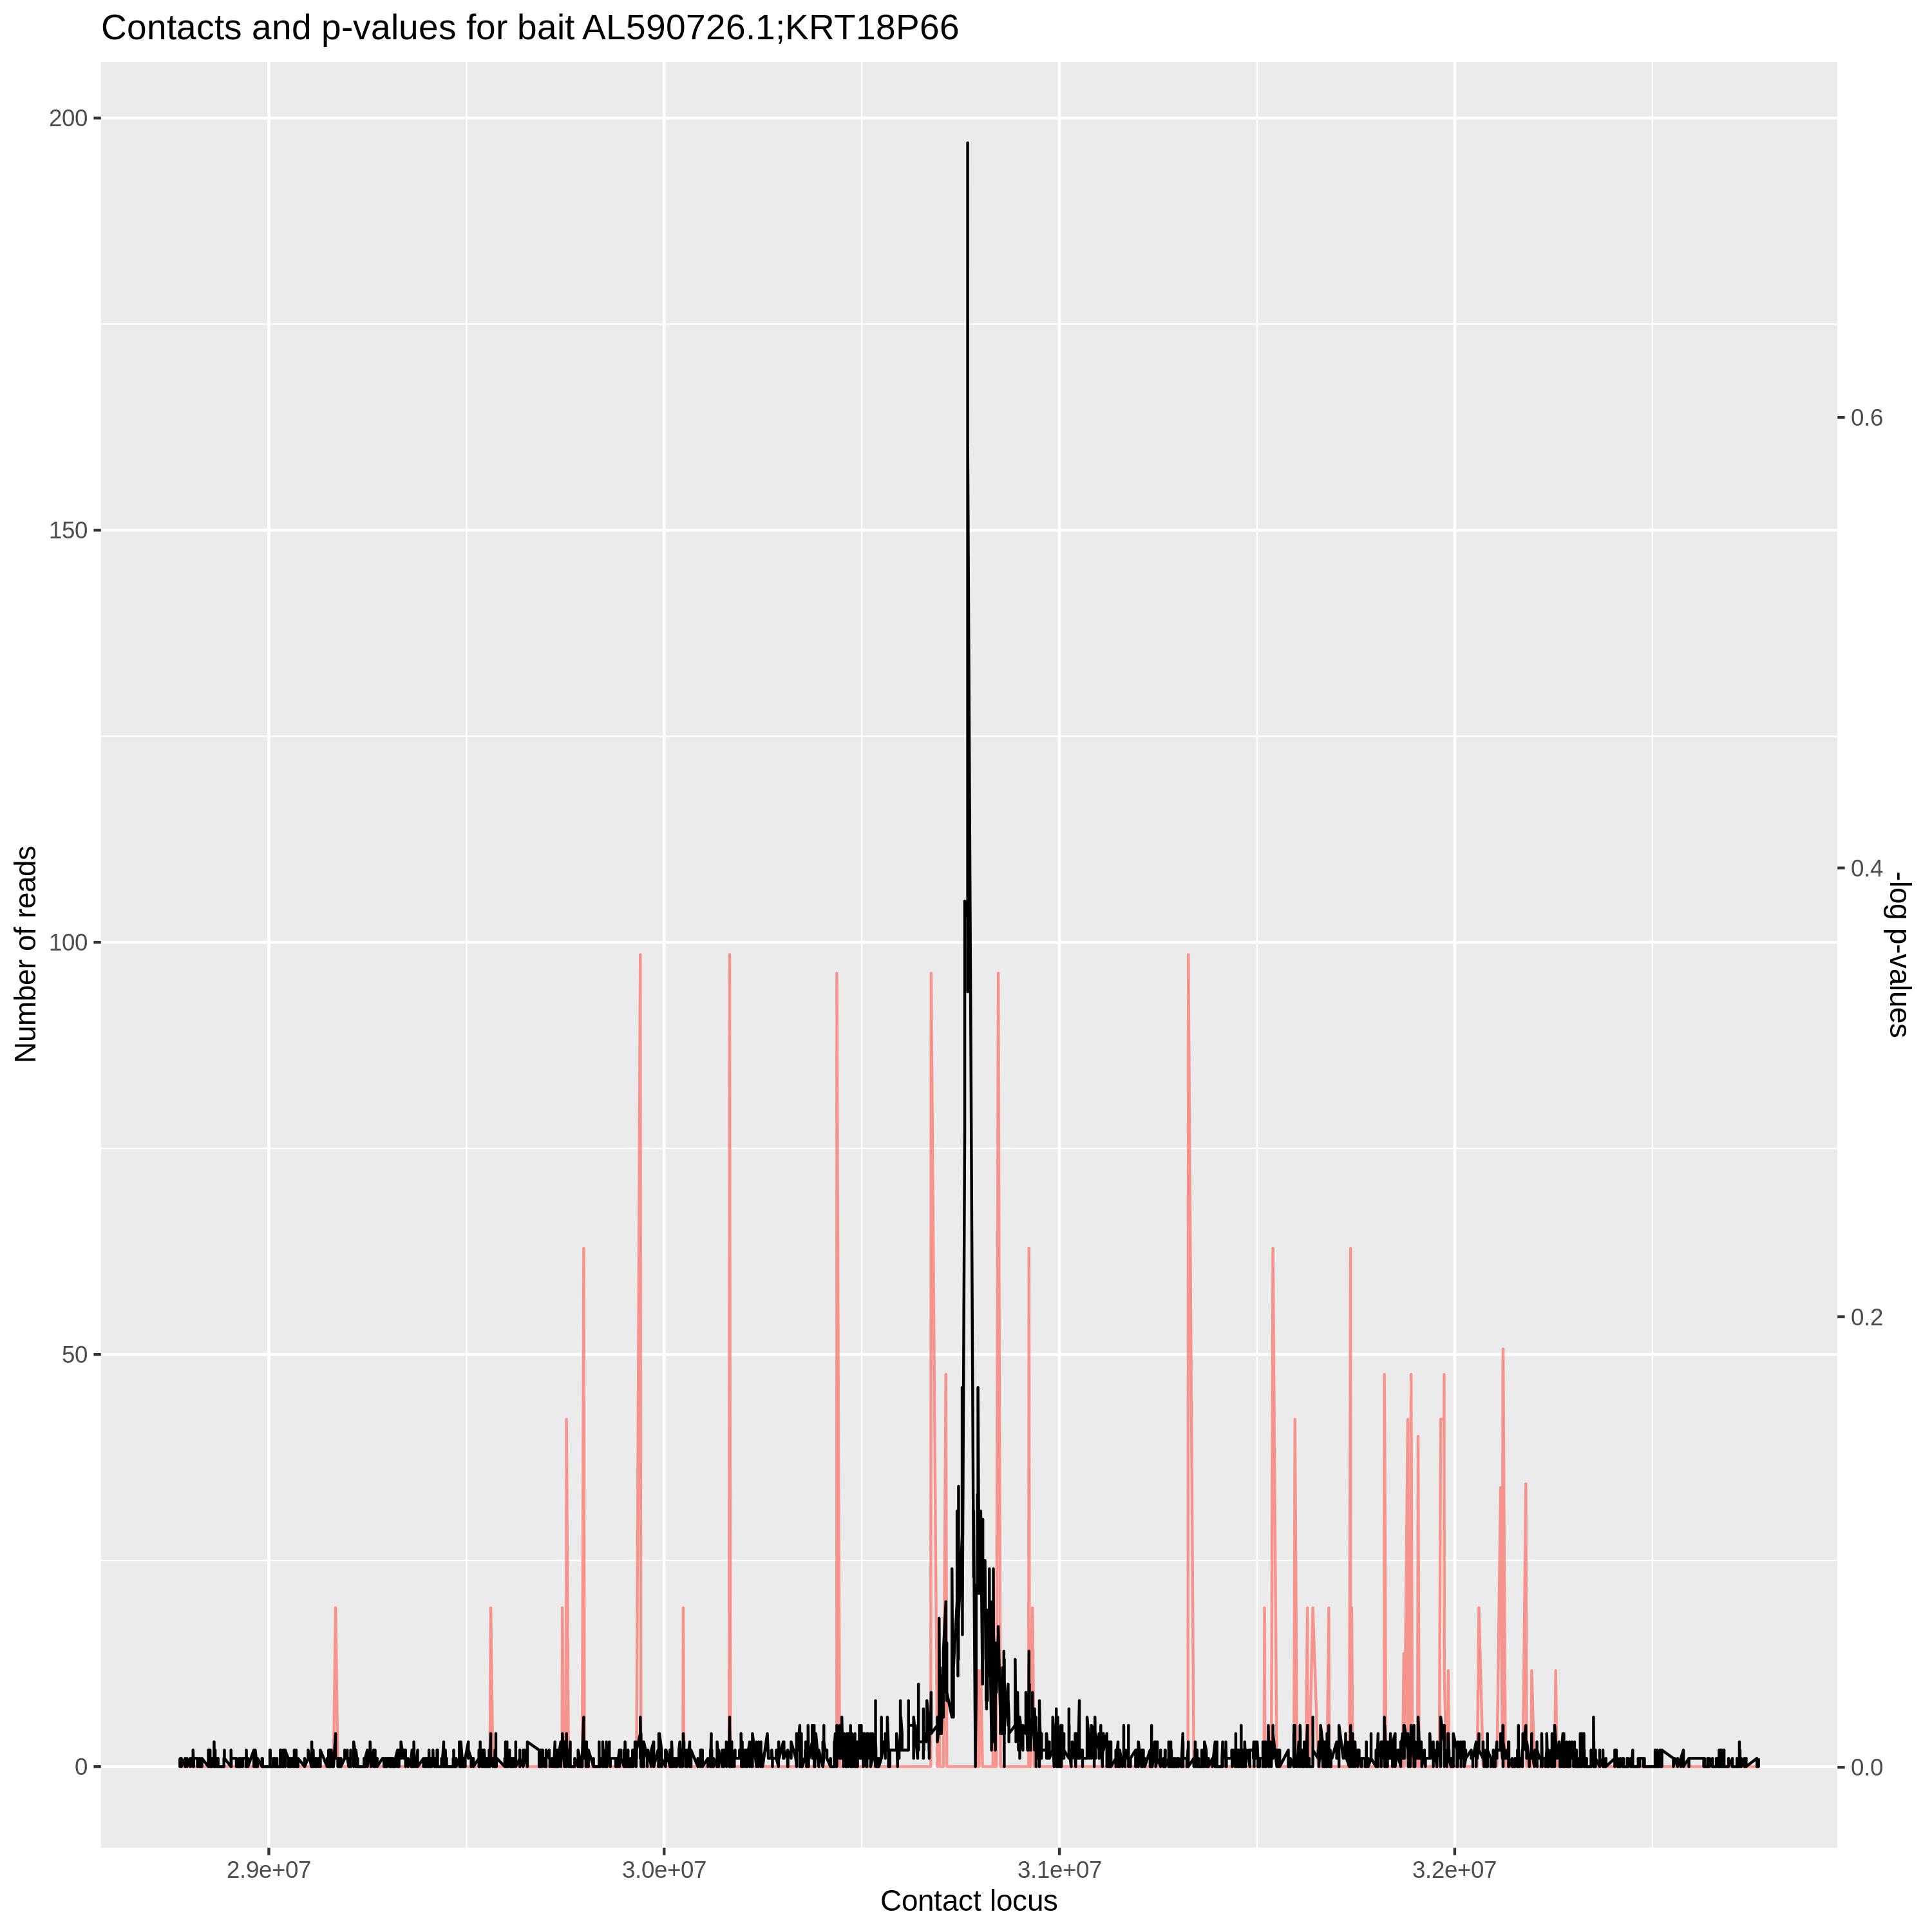 Contacts and p-values for bait AL590726.1;KRT18P66
200
150
100
50
0
Number of reads
0.6
0.4
0.2
0.0
-log p-values
2.9e+07
3.0e+07
3.1e+07
3.2e+07
Contact locus